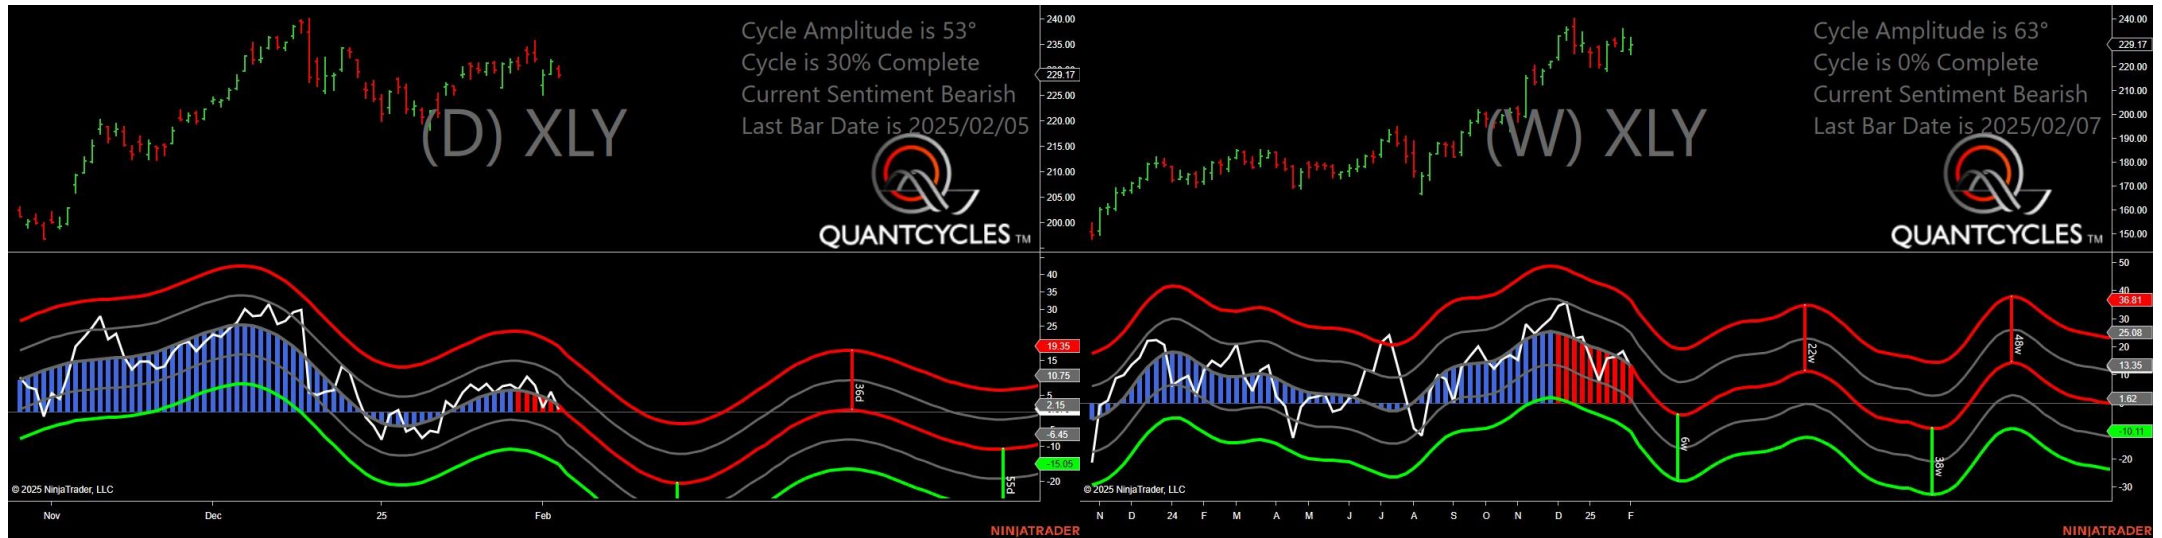 Cycle Amplitude is 53°
Cycle is 30% Complete
Current Sentiment Bearish
Last Bar Date is 2025/02/05
(D) XLY
QUANTCYCLES TM
240.00
235.00
229.17
225.00
220.00
215.00
210.00
205.00
200.00
40
35
30
25
19.35
15
10.75
5
2.15
-6.45
-10
-15.05
-20
36d
55d
© 2025 NinjaTrader, LLC
Nov
Dec
25
Feb
NINJATRADER
Cycle Amplitude is 63°
Cycle is 0% Complete
Current Sentiment Bearish
Last Bar Date is 2025/02/07
(W) XLY
QUANTCYCLES TM
240.00
229.17
220.00
210.00
200.00
190.00
180.00
170.00
160.00
150.00
50
40
36.81
30
25.08
20
13.35
10
1.62
-10.11
-20
-30
6w
22w
38w
48w
© 2025 NinjaTrader, LLC
N D 24 F M A M J J A S O N D 25 F
NINJATRADER